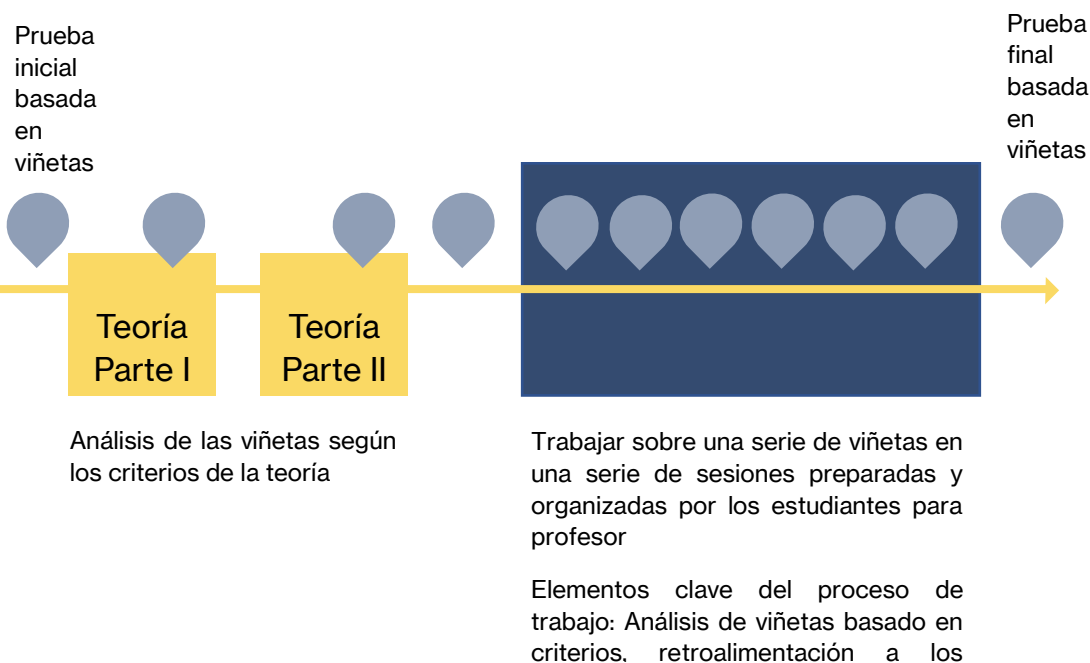 Prueba
inicial
basada
en
viñetas
Prueba
final
basada
en
viñetas
Teoría
Parte I
Teoría
Parte II
Análisis de las viñetas según
los criterios de la teoría
Trabajar sobre una serie de viñetas en
una serie de sesiones preparadas y
organizadas por los estudiantes para
profesor
Elementos clave del proceso de
trabajo: Análisis de viñetas basado en
criterios, retroalimentación a los